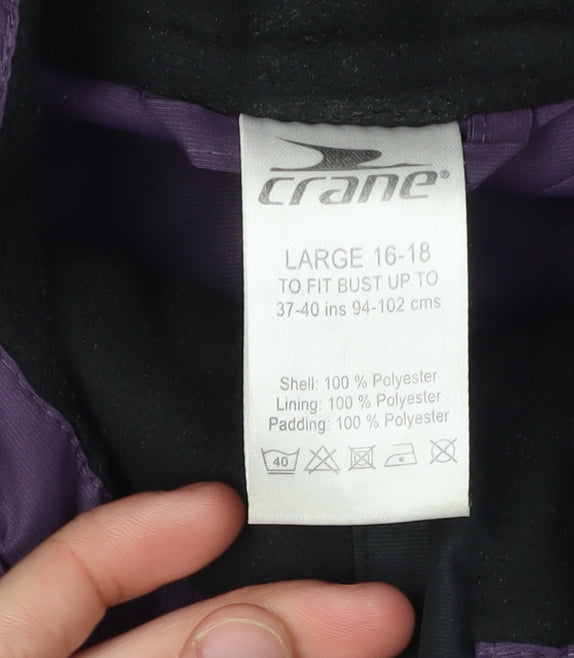 crane®
LARGE 16-18
TO FIT BUST UP TO
37-40 ins 94-102 cms
Shell: 100 % Polyester
Lining: 100 % Polyester
Padding: 100 % Polyester
40